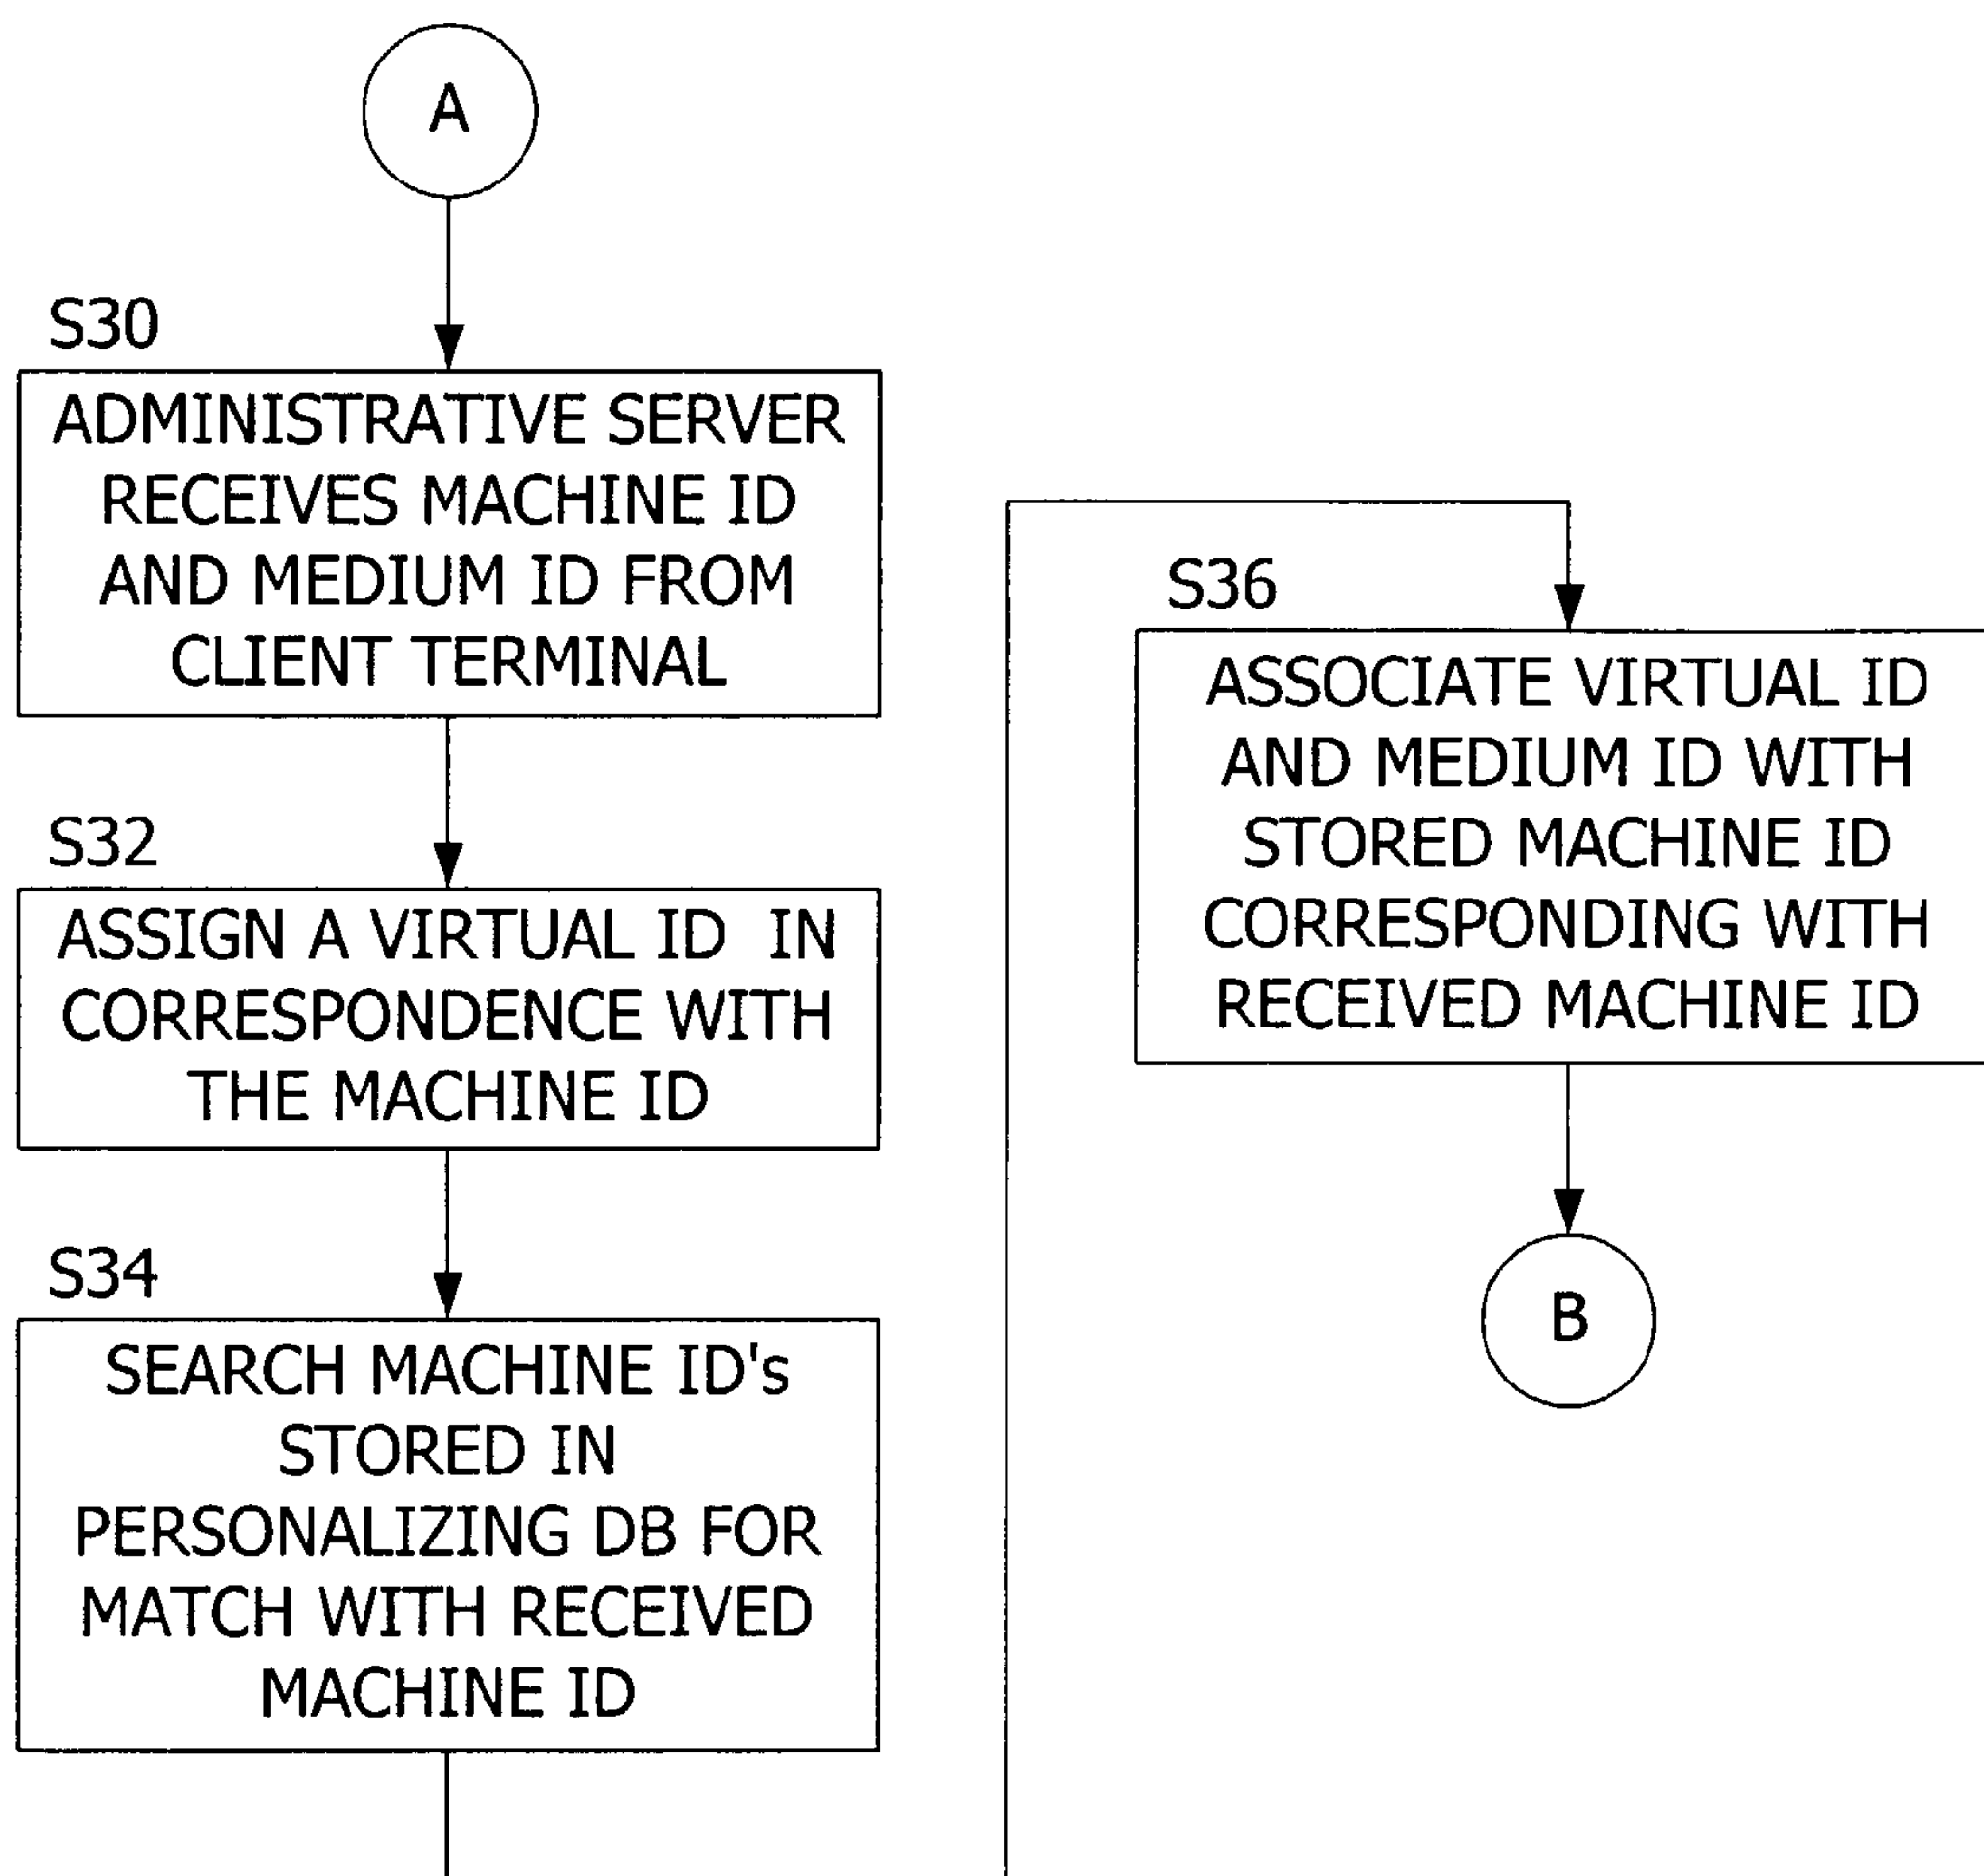 A
S30
ADMINISTRATIVE SERVER
RECEIVES MACHINE ID
AND MEDIUM ID FROM
CLIENT TERMINAL
S32
ASSIGN A VIRTUAL ID IN
CORRESPONDENCE WITH
THE MACHINE ID
S34
SEARCH MACHINE ID's
STORED IN
PERSONALIZING DB FOR
MATCH WITH RECEIVED
MACHINE ID
S36
ASSOCIATE VIRTUAL ID
AND MEDIUM ID WITH
STORED MACHINE ID
CORRESPONDING WITH
RECEIVED MACHINE ID
B